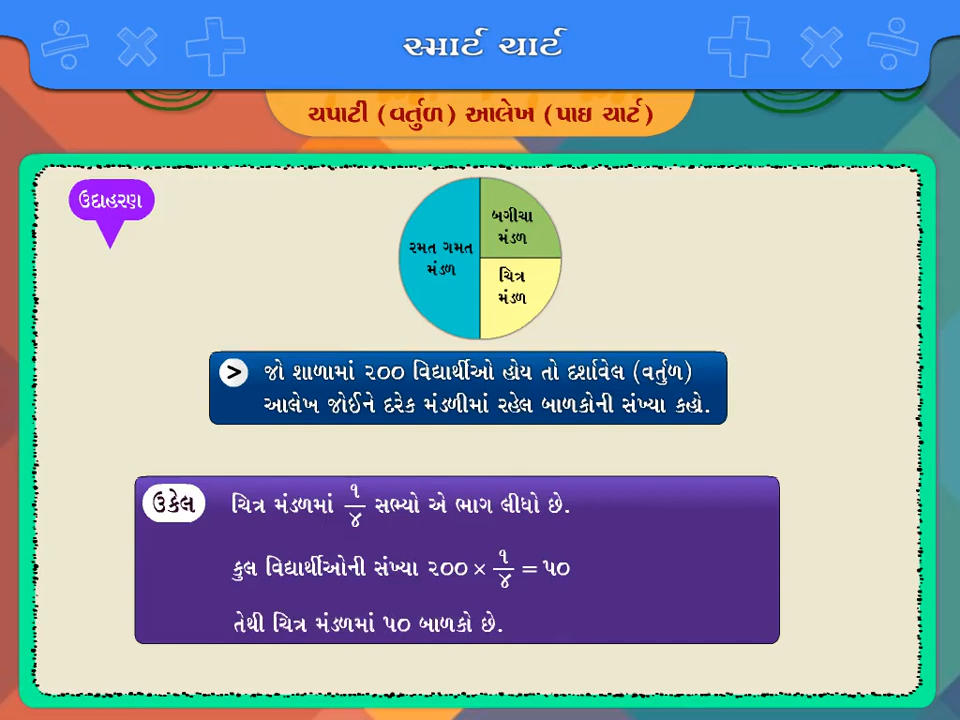 સ્માર્ટ ચાર્ટ
ચપાટી (વર્તુળ) આલેખ (પાઇ ચાર્ટ)
ઉદાહરણ
બગીચા
મંડળ
રમત ગમત
મંડળ
ચિત્ર
મંડળ
> જો શાળામાં ૨૦૦ વિદ્યાર્થીઓ હોય તો દર્શાવેલ (વર્તુળ)
આલેખ જોઈને દરેક મંડળીમાં રહેલ બાળકોની સંખ્યા કહો.
ઉકેલ ચિત્ર મંડળમાં ૧/૪ સભ્યો એ ભાગ લીધો છે.
કુલ વિદ્યાર્થીઓની સંખ્યા ૨૦૦ × ૧/૪ = ૫૦
તેથી ચિત્ર મંડળમાં ૫૦ બાળકો છે.